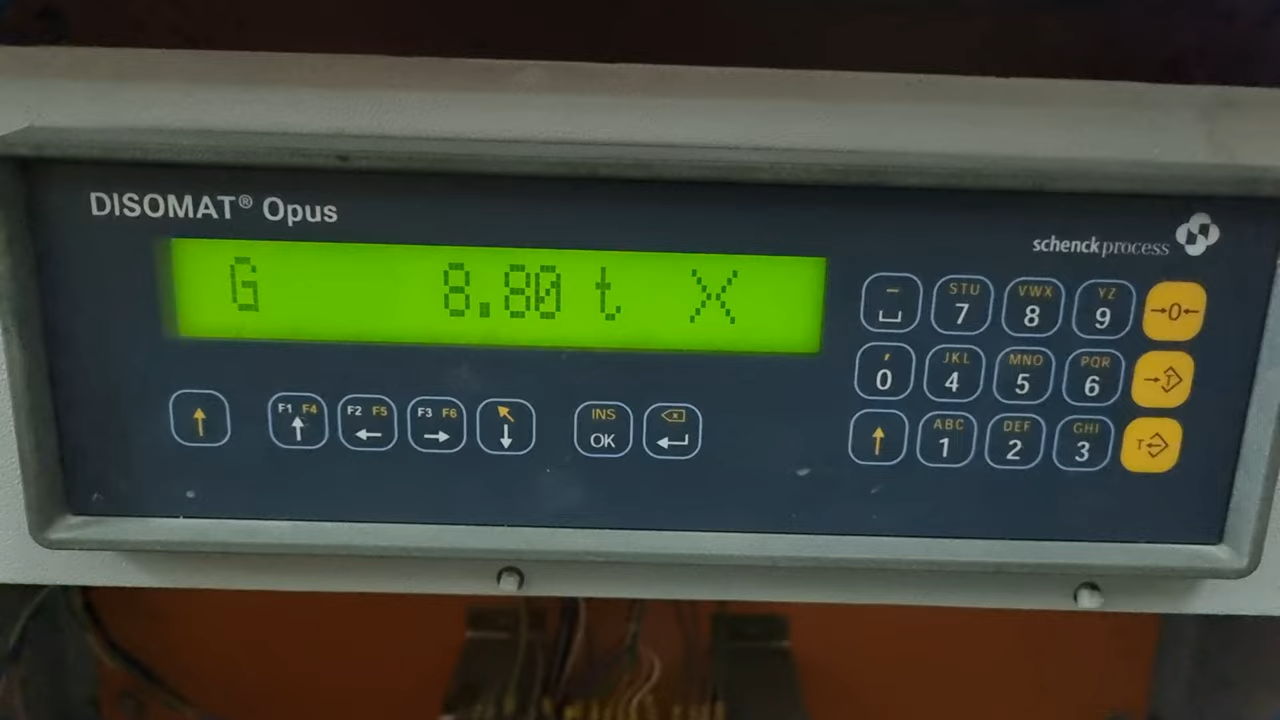 DISOMAT® Opus
schenck process
G 8.80 t X
STU VWX YZ
7 8 9 →0←
, JKL MNO PQR
0 4 5 6 →T
F1 F4 F2 F5 F3 F6 INS
OK
ABC DEF GHI
1 2 3 T